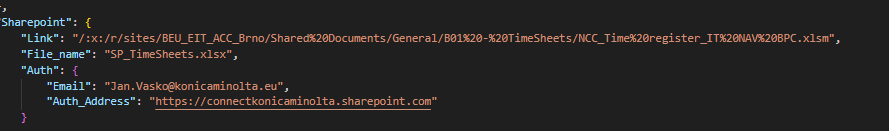 },
"Sharepoint": {
"Link": "/:x:/r/sites/BEU_EIT_ACC_Brno/Shared%20Documents/General/B01%20-%20TimeSheets/NCC_Time%20register_IT%20NAV%20BPC.xlsm",
"File_name": "SP_TimeSheets.xlsx",
"Auth": {
"Email": "Jan.Vasko@konicaminolta.eu",
"Auth_Address": "https://connectkonicaminolta.sharepoint.com"
}